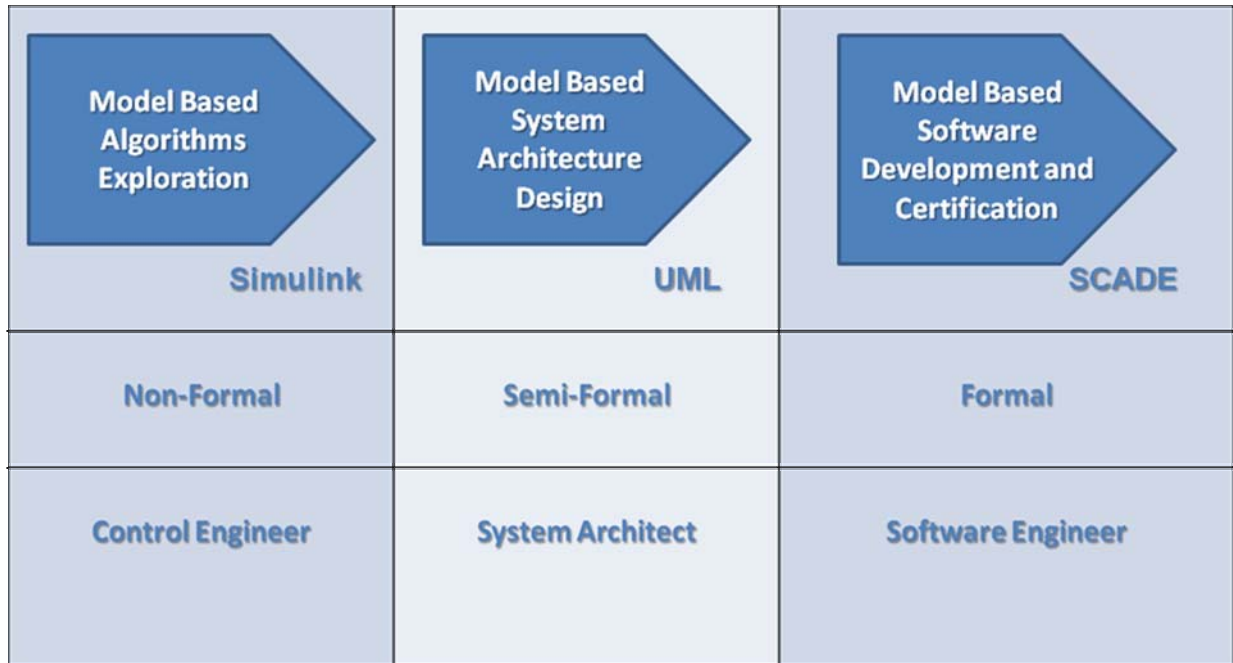 Model Based
Algorithms
Exploration
Simulink
Model Based
System
Architecture
Design
UML
Model Based
Software
Development and
Certification
SCADE
Non-Formal
Semi-Formal
Formal
Control Engineer
System Architect
Software Engineer